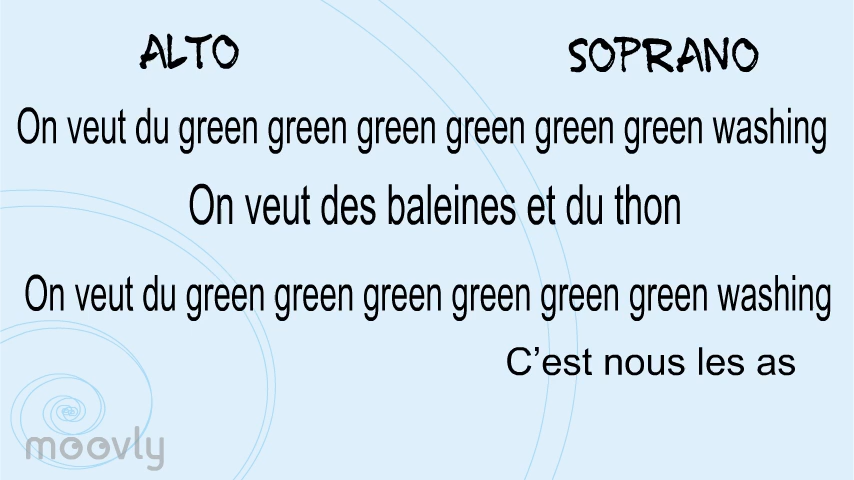 ALTO SOPRANO
On veut du green green green green green green washing
On veut des baleines et du thon
On veut du green green green green green green washing
C’est nous les as
moovly